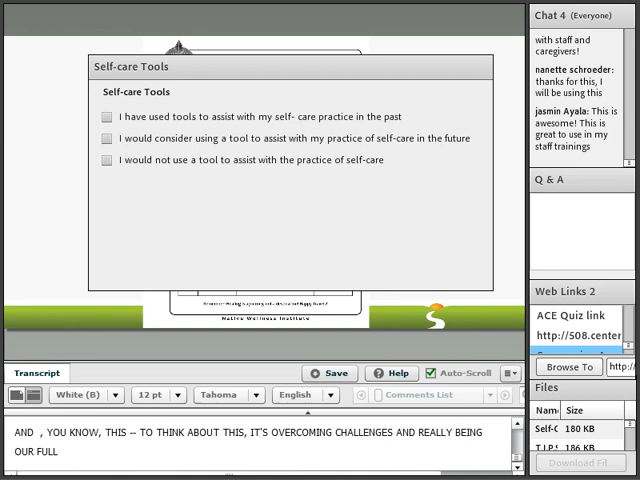 Self-care Tools
Self-care Tools
I have used tools to assist with my self- care practice in the past
I would consider using a tool to assist with my practice of self-care in the future
I would not use a tool to assist with the practice of self-care
Native Wellness Institute
Transcript
Save
Help
Auto-Scroll
White (B)
12 pt
Tahoma
English
Comments List
AND , YOU KNOW, THIS -- TO THINK ABOUT THIS, IT'S OVERCOMING CHALLENGES AND REALLY BEING
OUR FULL
Chat 4 (Everyone)
with staff and
caregivers!
nanette schroeder:
thanks for this, I
will be using this
jasmin Ayala: This is
awesome! This is
great to use in my
staff trainings
Q & A
Web Links 2
ACE Quiz link
http://508.center
Browse To
http:/
Files
Name
Size
Self-C
180 KB
T.I.P.S
186 KB
Download Fil...